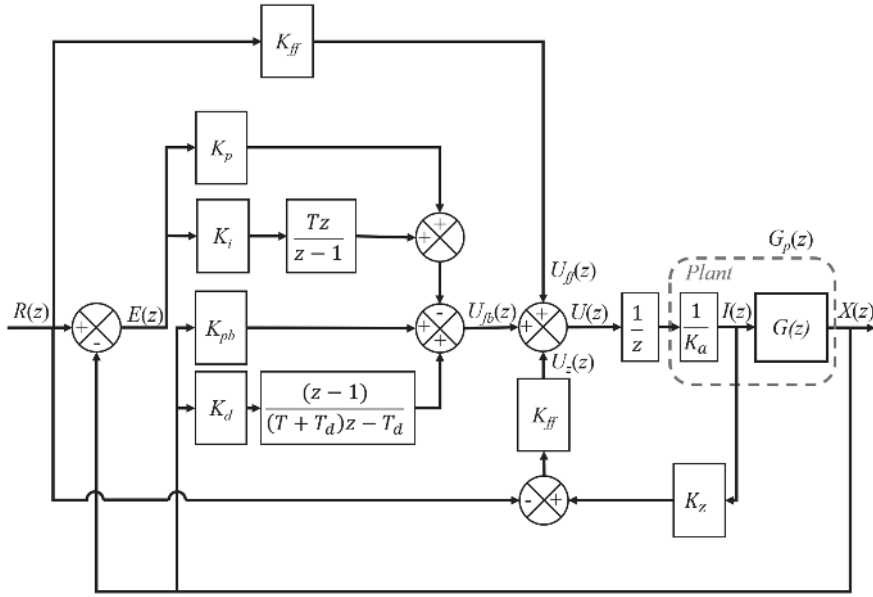 K_ff
K_p
K_i
Tz
z − 1
G_p(z)
U_ff(z)
Plant
R(z)
E(z)
U_fb(z)
U(z)
I(z)
X(z)
K_pb
1
z
1
K_a
G(z)
U_z(z)
K_d
(z − 1)
(T + T_d)z − T_d
K_ff
K_z
+
-
+
+
-
+
+
+
+
+
-
+